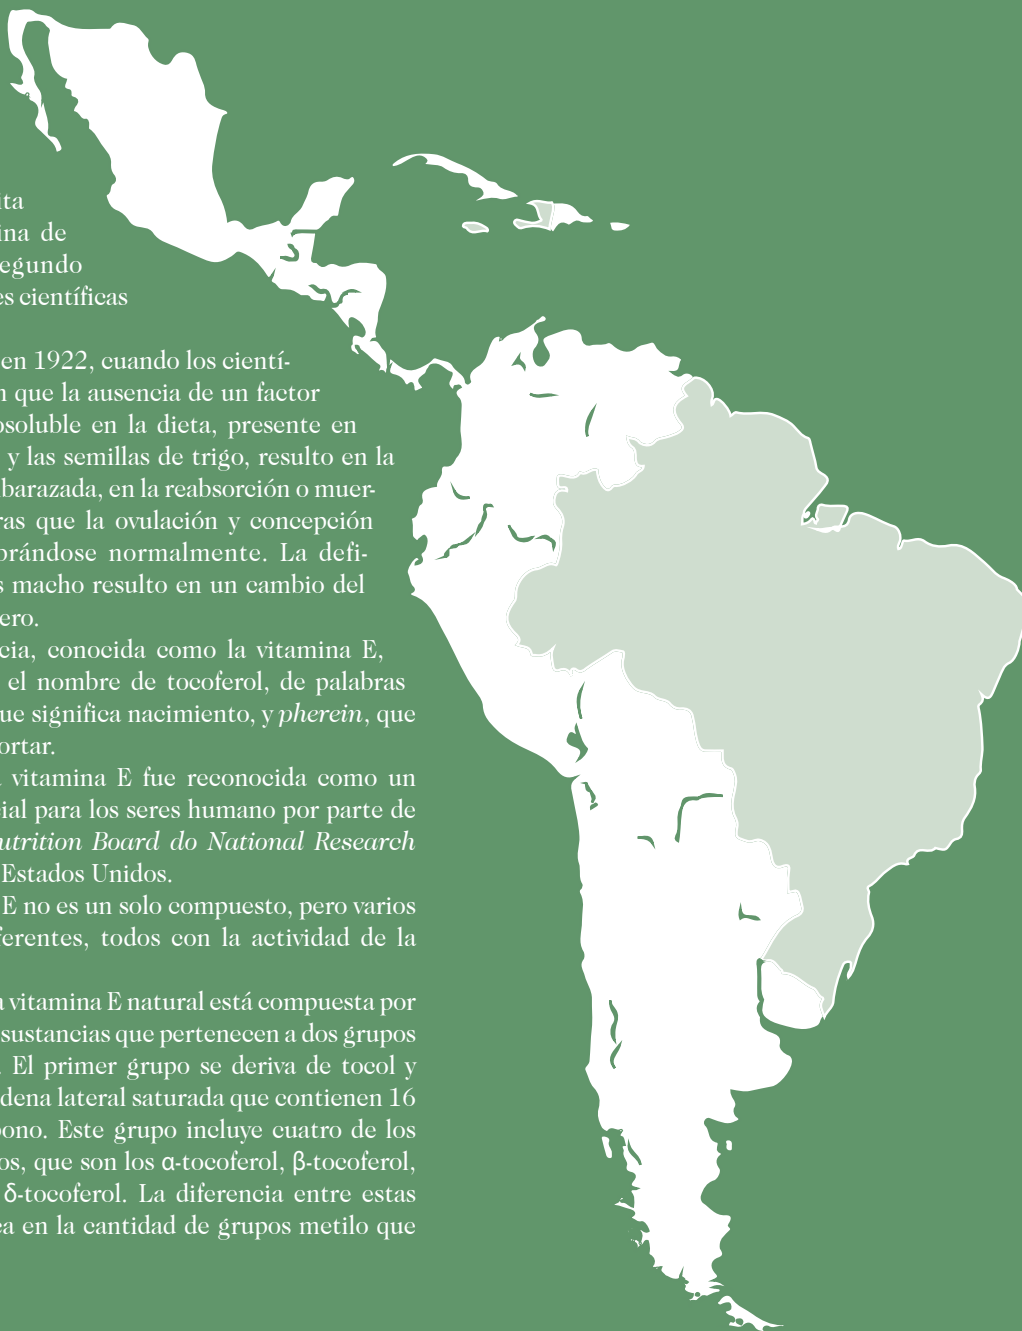 ita
ina de
egundo
es científicas
en 1922, cuando los cientí-
n que la ausencia de un factor
osoluble en la dieta, presente en
y las semillas de trigo, resulto en la
barazada, en la reabsorción o muer-
ras que la ovulación y concepción
brándose normalmente. La defi-
s macho resulto en un cambio del
ero.
cia, conocida como la vitamina E,
el nombre de tocoferol, de palabras
ue significa nacimiento, y pherein, que
ortar.
a vitamina E fue reconocida como un
cial para los seres humano por parte de
utrition Board do National Research
Estados Unidos.
E no es un solo compuesto, pero varios
ferentes, todos con la actividad de la
a vitamina E natural está compuesta por
sustancias que pertenecen a dos grupos
. El primer grupo se deriva de tocol y
dena lateral saturada que contienen 16
bono. Este grupo incluye cuatro de los
os, que son los α-tocoferol, β-tocoferol,
δ-tocoferol. La diferencia entre estas
ca en la cantidad de grupos metilo que